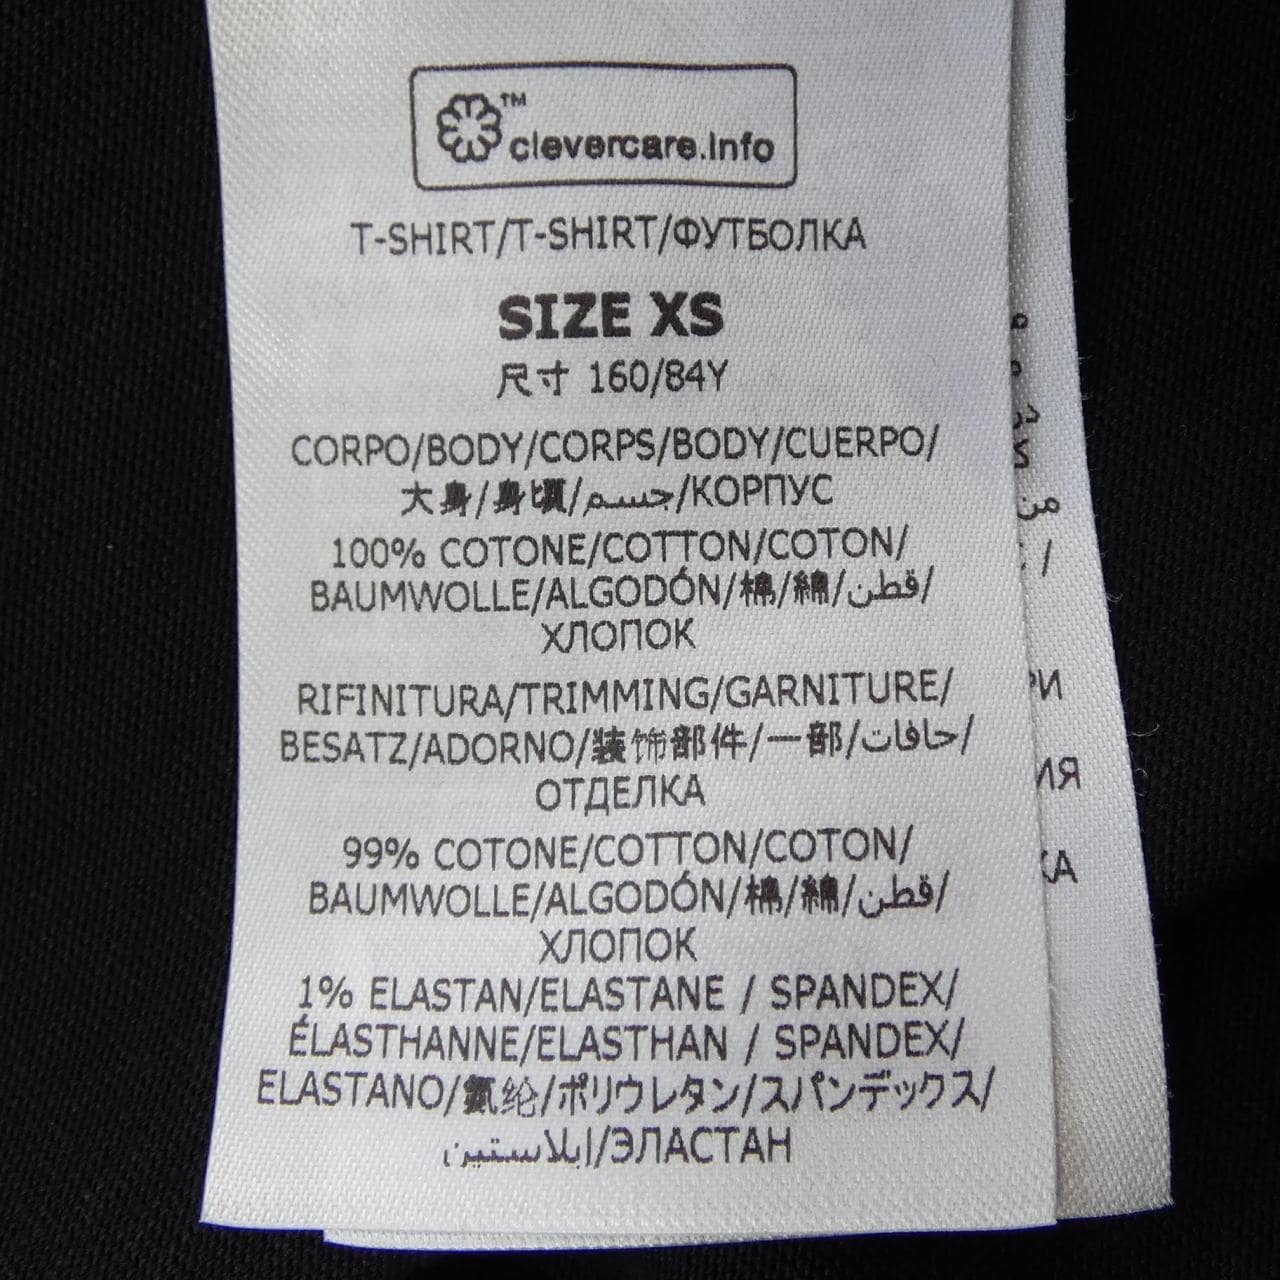 ™
clevercare.info
T-SHIRT/T-SHIRT/ФУТБОЛКА
SIZE XS
尺寸 160/84Y
CORPO/BODY/CORPS/BODY/CUERPO/
大身/身頃/جسم/КОРПУС
100% COTONE/COTTON/COTON/
BAUMWOLLE/ALGODÓN/棉/綿/قطن/
ХЛОПОК
RIFINITURA/TRIMMING/GARNITURE/
BESATZ/ADORNO/装饰部件/一部/حافات/
ОТДЕЛКА
99% COTONE/COTTON/COTON/
BAUMWOLLE/ALGODÓN/棉/綿/قطن/
ХЛОПОК
1% ELASTAN/ELASTANE / SPANDEX/
ÉLASTHANNE/ELASTHAN / SPANDEX/
ELASTANO/氨纶/ポリウレタン/スパンデックス/
إيلاستين/ЭЛАСТАН
من